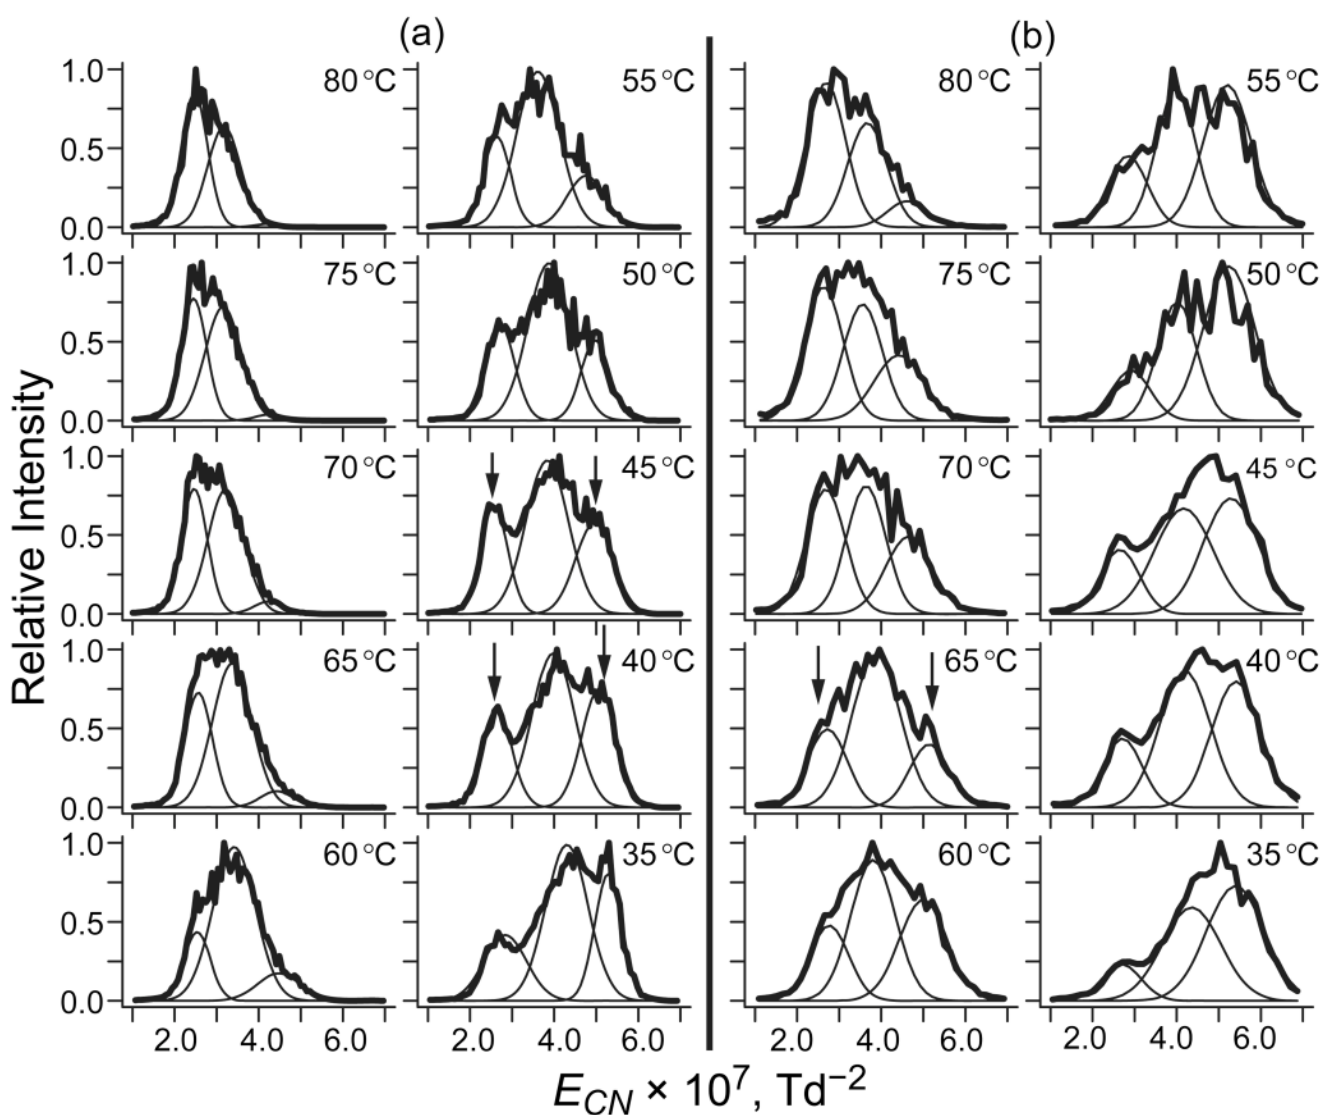 (a) (b)
1.0 80 °C 55 °C 80 °C 55 °C
0.5
0.0
1.0 75 °C 50 °C 75 °C 50 °C
0.5
0.0
1.0 70 °C 45 °C 70 °C 45 °C
0.5
0.0
1.0 65 °C 40 °C 65 °C 40 °C
0.5
0.0
1.0 60 °C 35 °C 60 °C 35 °C
0.5
0.0
2.0 4.0 6.0 2.0 4.0 6.0 2.0 4.0 6.0 2.0 4.0 6.0
Relative Intensity
E_CN × 10⁷, Td⁻²